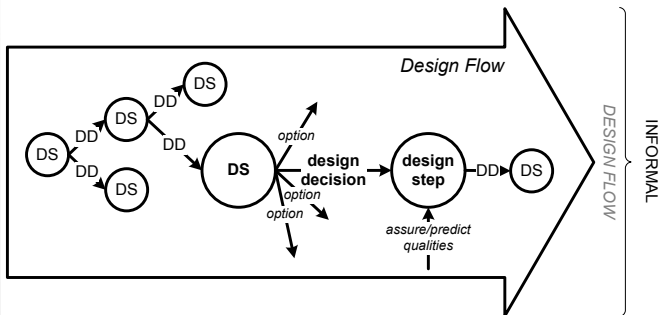 Design Flow
DS
DD
DS
DD
DS
DD
DS
DD
DS
option
option
option
design
decision
design
step
DD
DS
assure/predict
qualities
DESIGN FLOW
INFORMAL